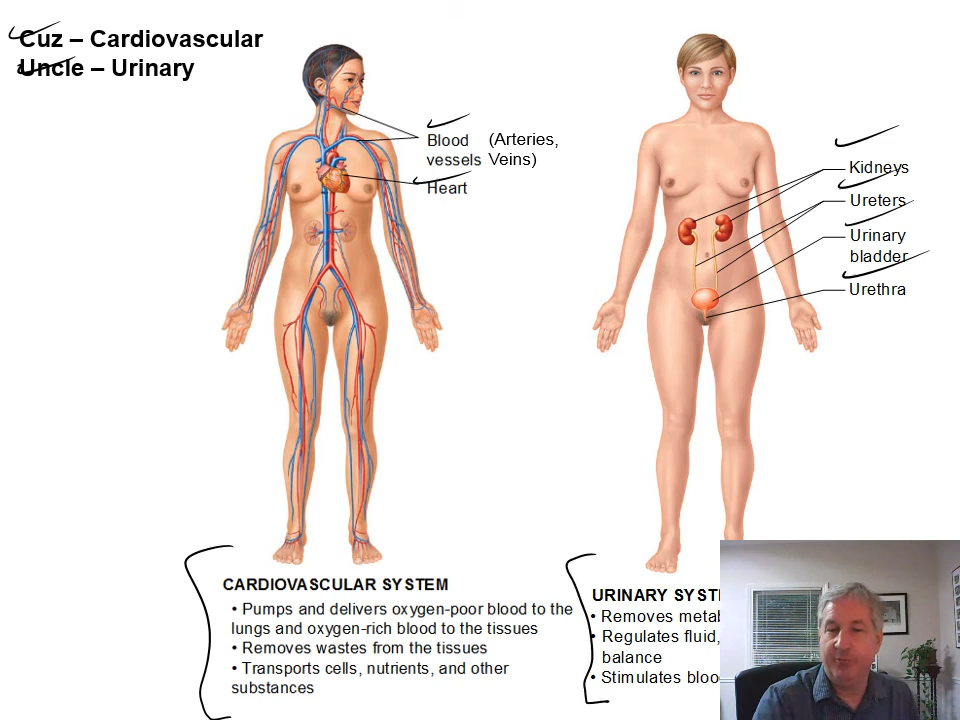 Cuz – Cardiovascular
Uncle – Urinary
Blood
vessels
(Arteries,
Veins)
Heart
Kidneys
Ureters
Urinary
bladder
Urethra
CARDIOVASCULAR SYSTEM
• Pumps and delivers oxygen-poor blood to the
lungs and oxygen-rich blood to the tissues
• Removes wastes from the tissues
• Transports cells, nutrients, and other
substances
URINARY
• Removes
• Regulates fluid,
balance
• Stimulates